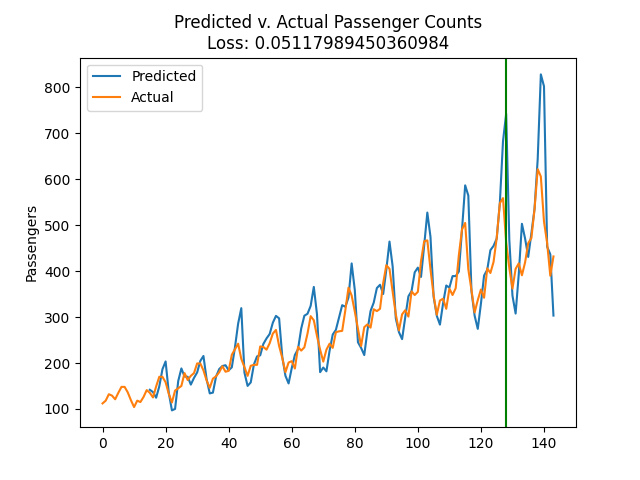 Predicted v. Actual Passenger Counts
Loss: 0.05117989450360984
Predicted
Actual
Passengers
800
700
600
500
400
300
200
100
0 20 40 60 80 100 120 140